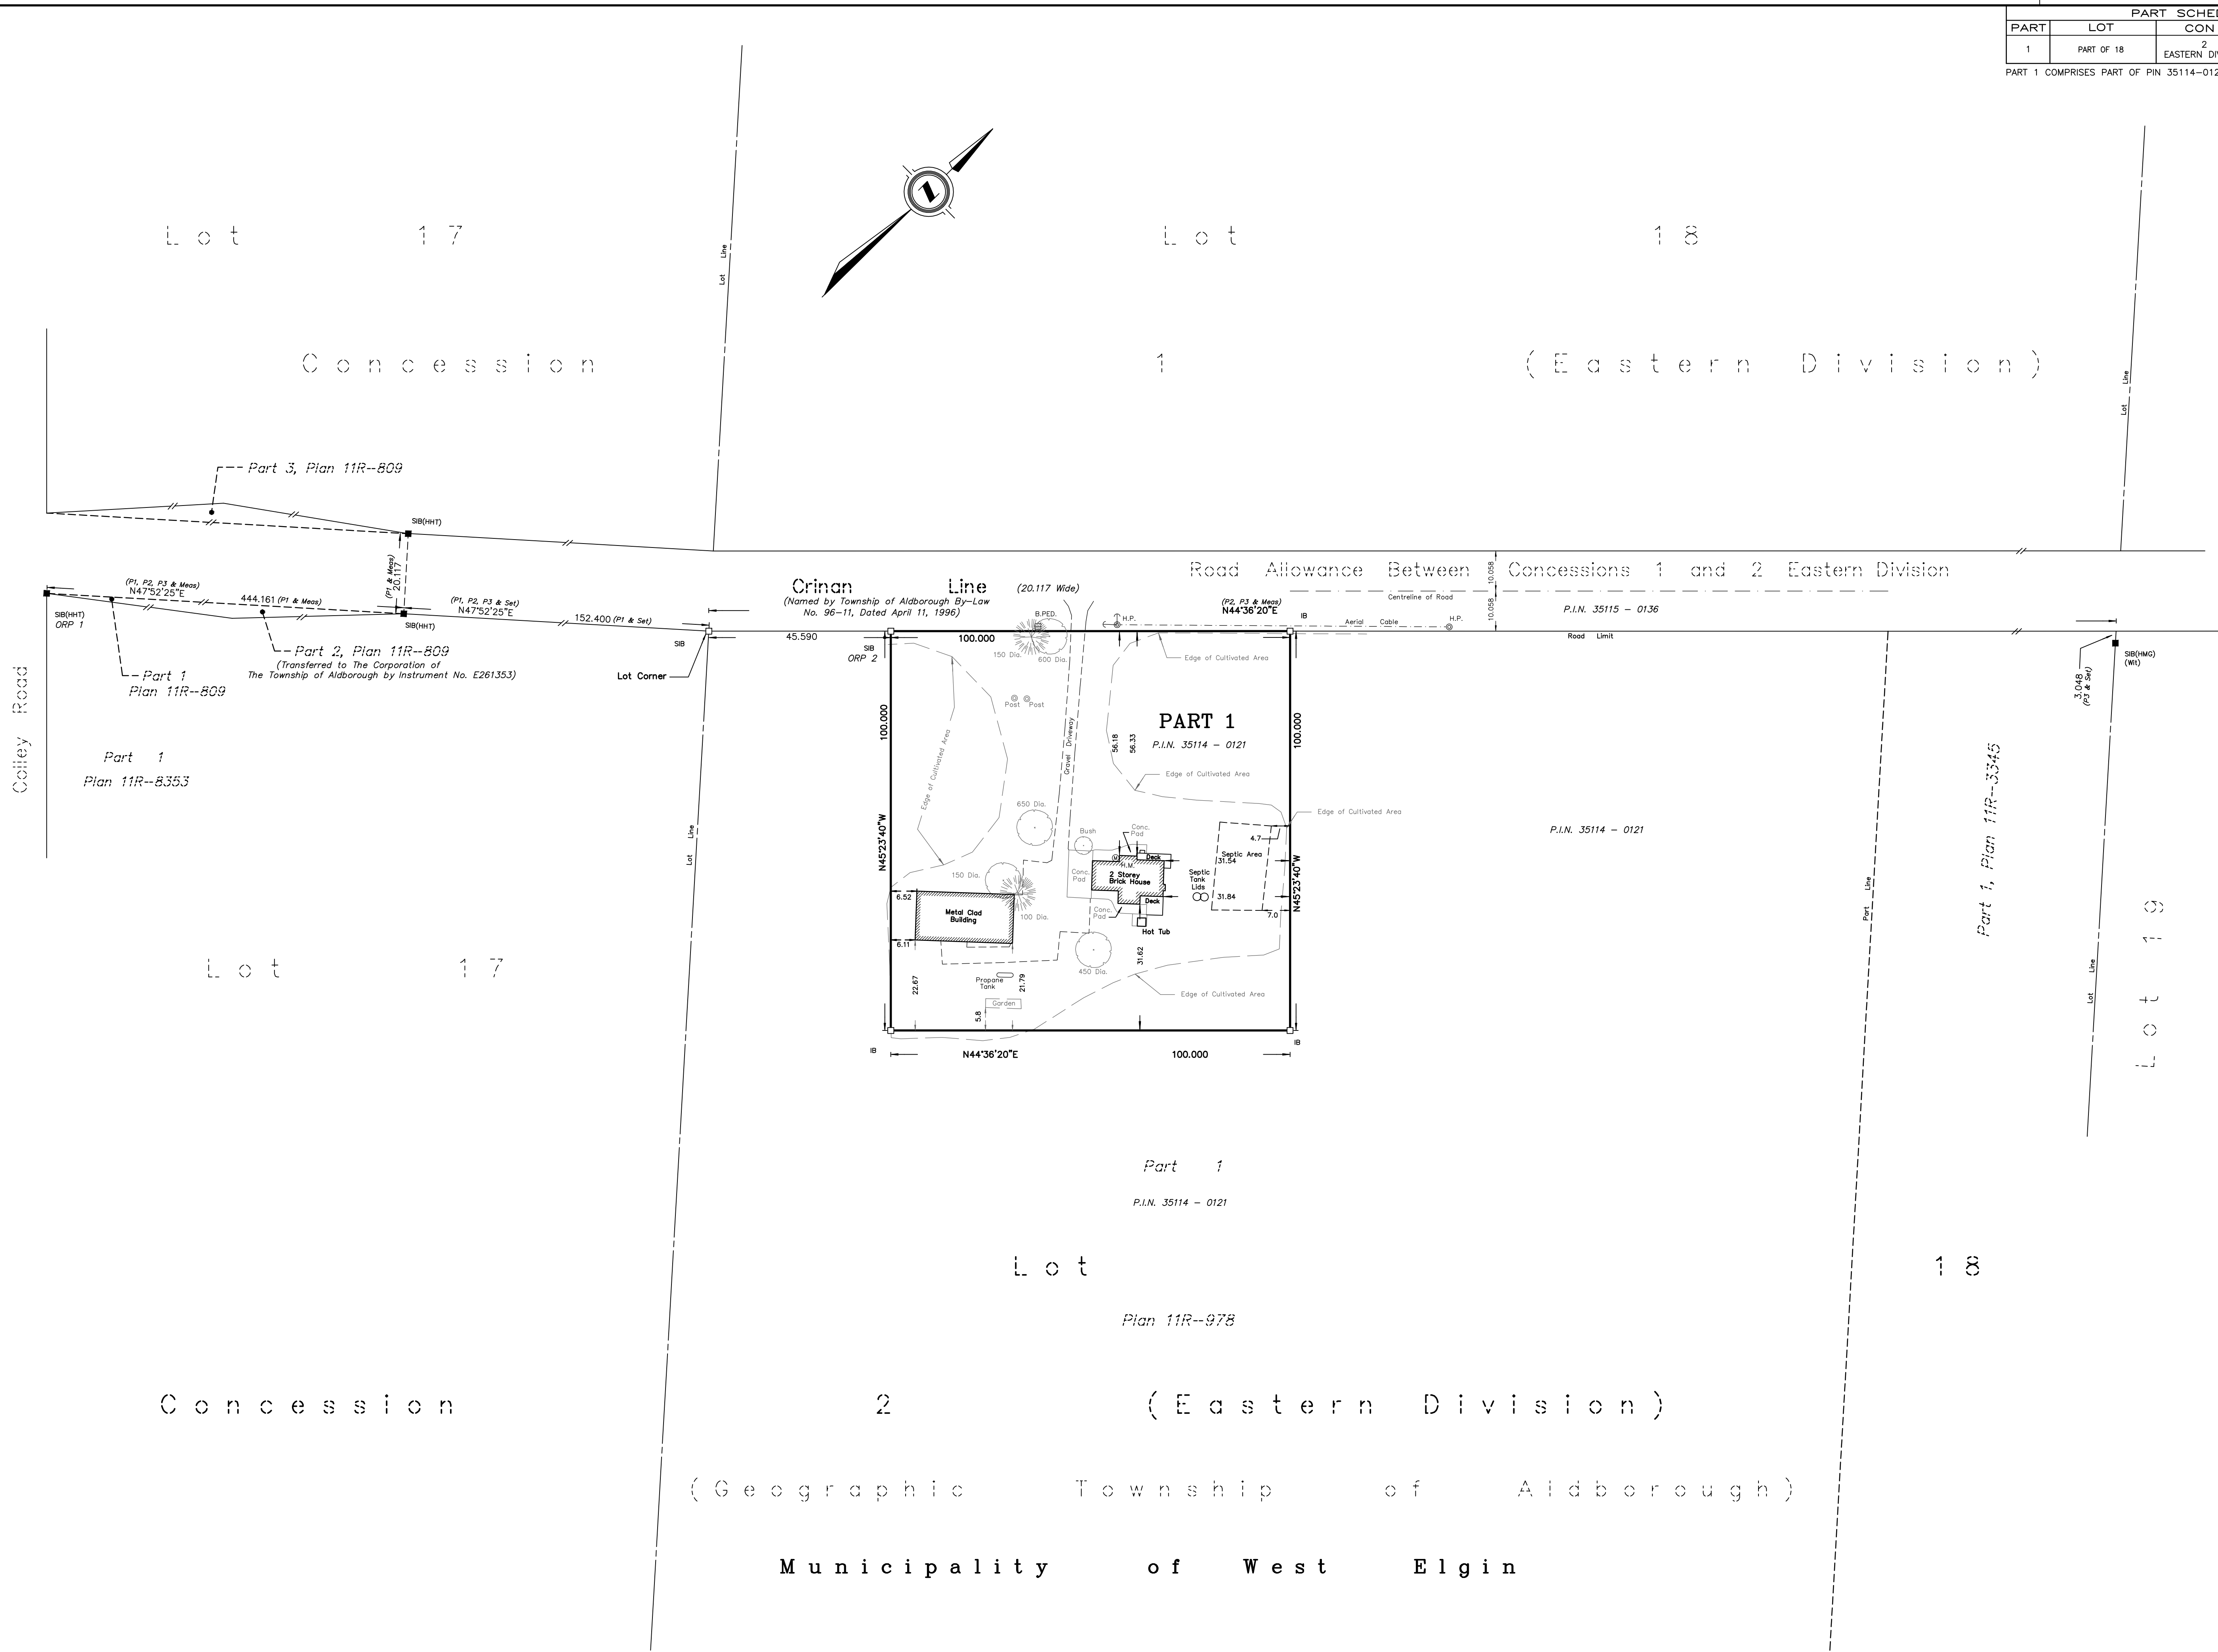 PART SCHE
PART LOT CON
1 PART OF 18 2
EASTERN DI
PART 1 COMPRISES PART OF PIN 35114-012
Lot 17
Lot 18
Lot Line
Lot Line
Concession 1 (Eastern Division)
Part 3, Plan 11R-809
SIB(HHT)
(P1 & Meas)
20.117
(P1, P2, P3 & Meas)
N47°52'25"E
444.161 (P1 & Meas)
(P1, P2, P3 & Set)
N47°52'25"E
152.400 (P1 & Set)
SIB(HHT)
ORP 1
SIB(HHT)
Part 2, Plan 11R-809
(Transferred to The Corporation of
The Township of Aldborough by Instrument No. E261353)
Part 1
Plan 11R-809
Colley Road
Part 1
Plan 11R-8353
Road Allowance Between Concessions 1 and 2 Eastern Division
Crinan Line (20.117 Wide)
(Named by Township of Aldborough By-Law
No. 96-11, Dated April 11, 1996)
(P2, P3 & Meas)
N44°36'20"E
10.058
10.058
Centreline of Road
P.I.N. 35115 - 0136
Aerial Cable
Road Limit
B.PED.
H.P.
H.P.
IB
SIB
45.590
100.000
SIB
ORP 2
Lot Corner
150 Dia.
600 Dia.
Edge of Cultivated Area
SIB(HMG)
(Wit)
3.048
(P3 & Set)
Post Post
100.000
100.000
Gravel Driveway
PART 1
P.I.N. 35114 - 0121
56.18
56.33
Edge of Cultivated Area
Edge of Cultivated Area
Edge of Cultivated Area
650 Dia.
P.I.N. 35114 - 0121
Part 1, Plan 11R-3345
Lot Line
N45°23'40"W
N45°23'40"W
Bush
Conc.
Pad
Deck
M
H.M.
4.7
Septic Area
31.54
Conc.
Pad
2 Storey
Brick House
Septic
Tank
Lids
31.84
Deck
Conc.
Pad
7.0
Hot Tub
150 Dia.
6.52
Metal Clad
Building
100 Dia.
6.11
450 Dia.
31.62
22.67
Propane
Tank
21.79
Garden
5.8
Edge of Cultivated Area
Part Line
Lot Line
Lot 19
Lot 17
IB
N44°36'20"E
100.000
IB
Part 1
P.I.N. 35114 - 0121
Lot 18
Plan 11R-978
Concession 2 (Eastern Division)
(Geographic Township of Aldborough)
Municipality of West Elgin